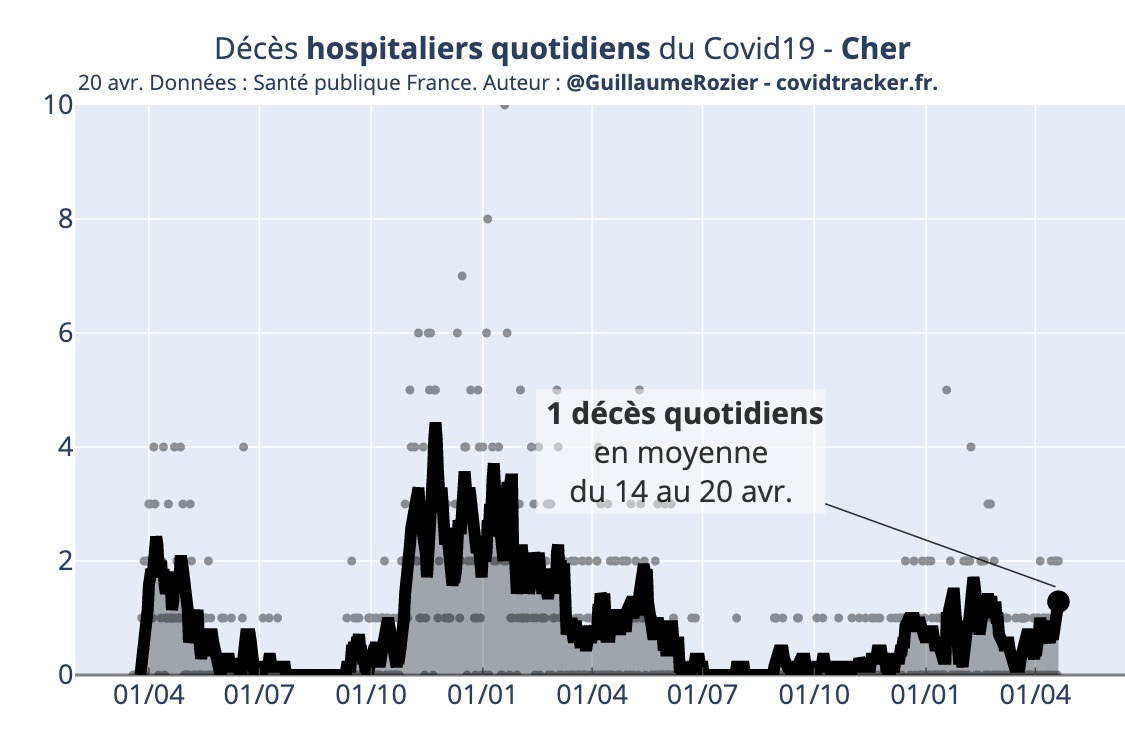 Décès hospitaliers quotidiens du Covid19 - Cher
20 avr. Données : Santé publique France. Auteur : @GuillaumeRozier - covidtracker.fr.
10
8
6
4
2
0
1 décès quotidiens
en moyenne
du 14 au 20 avr.
01/04 01/07 01/10 01/01 01/04 01/07 01/10 01/01 01/04